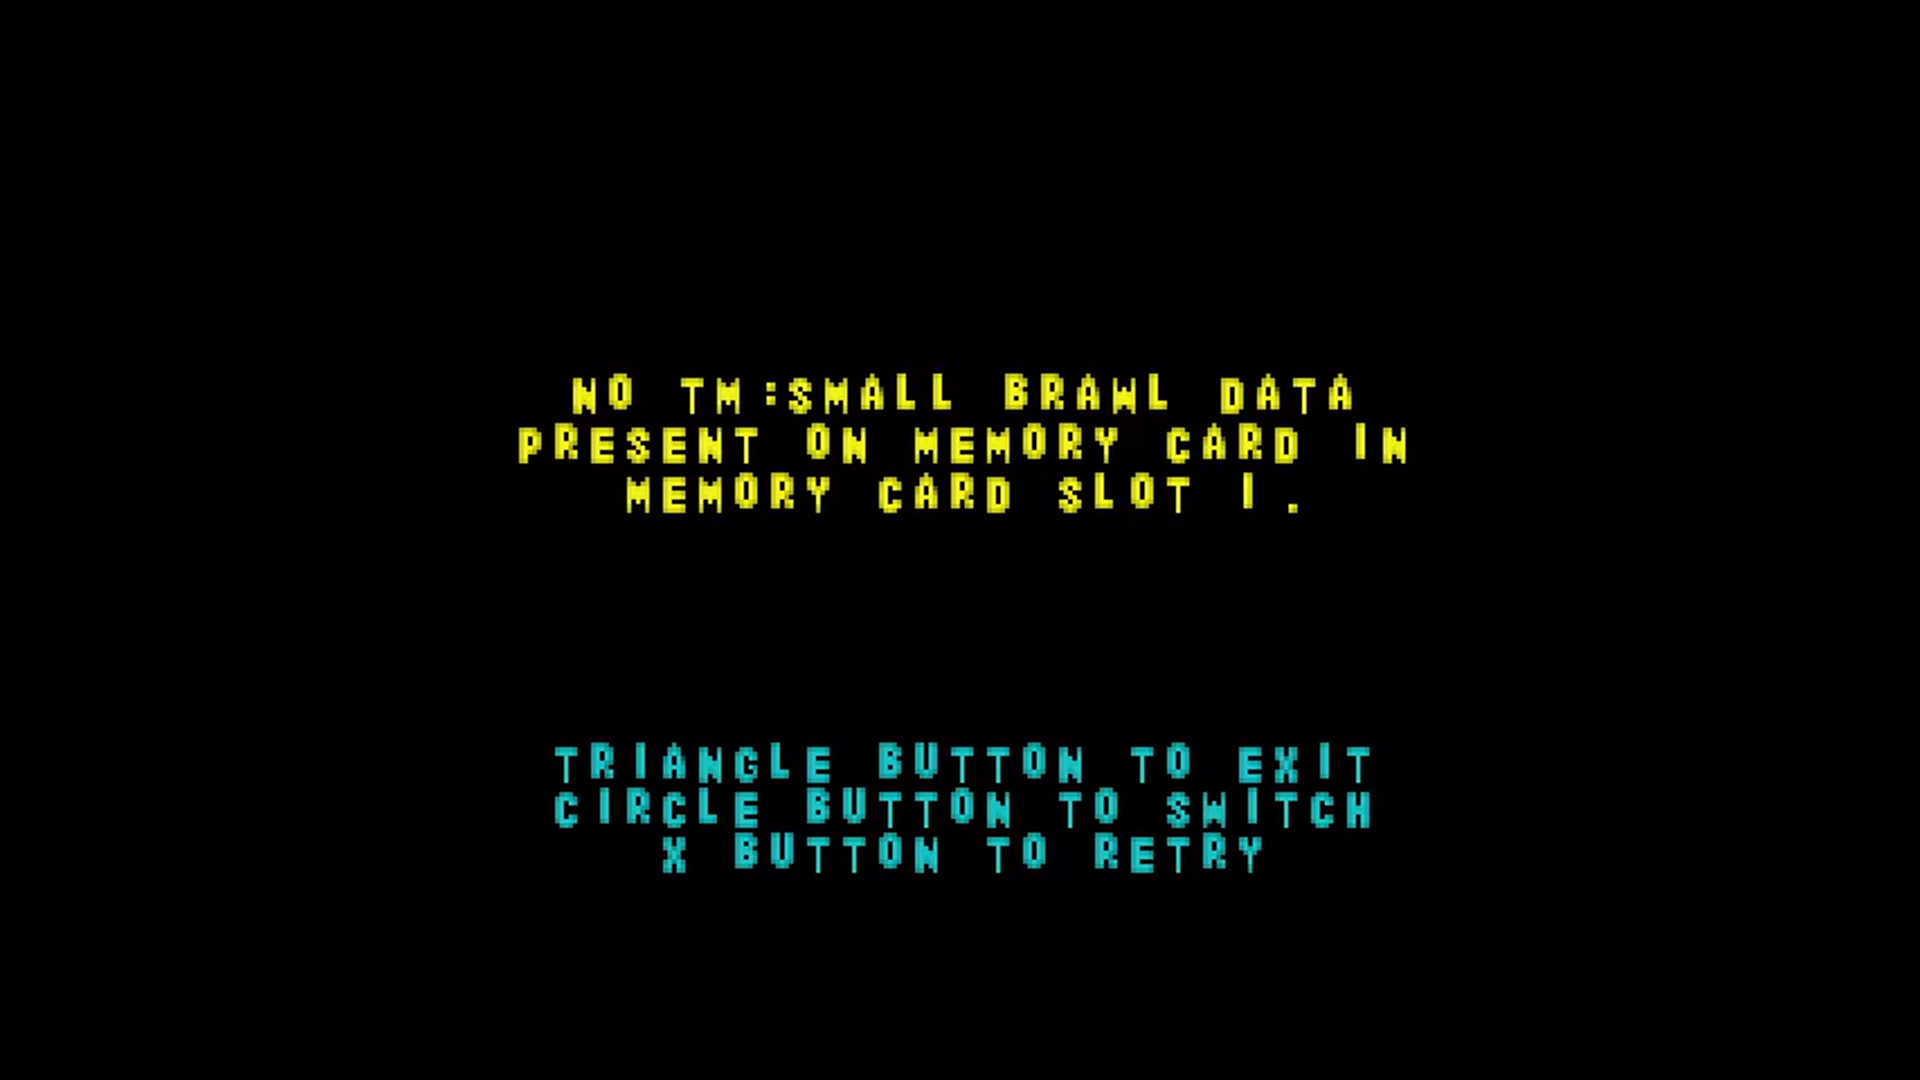 NO TM:SMALL BRAWL DATA
PRESENT ON MEMORY CARD IN
MEMORY CARD SLOT 1.
TRIANGLE BUTTON TO EXIT
CIRCLE BUTTON TO SWITCH
X BUTTON TO RETRY